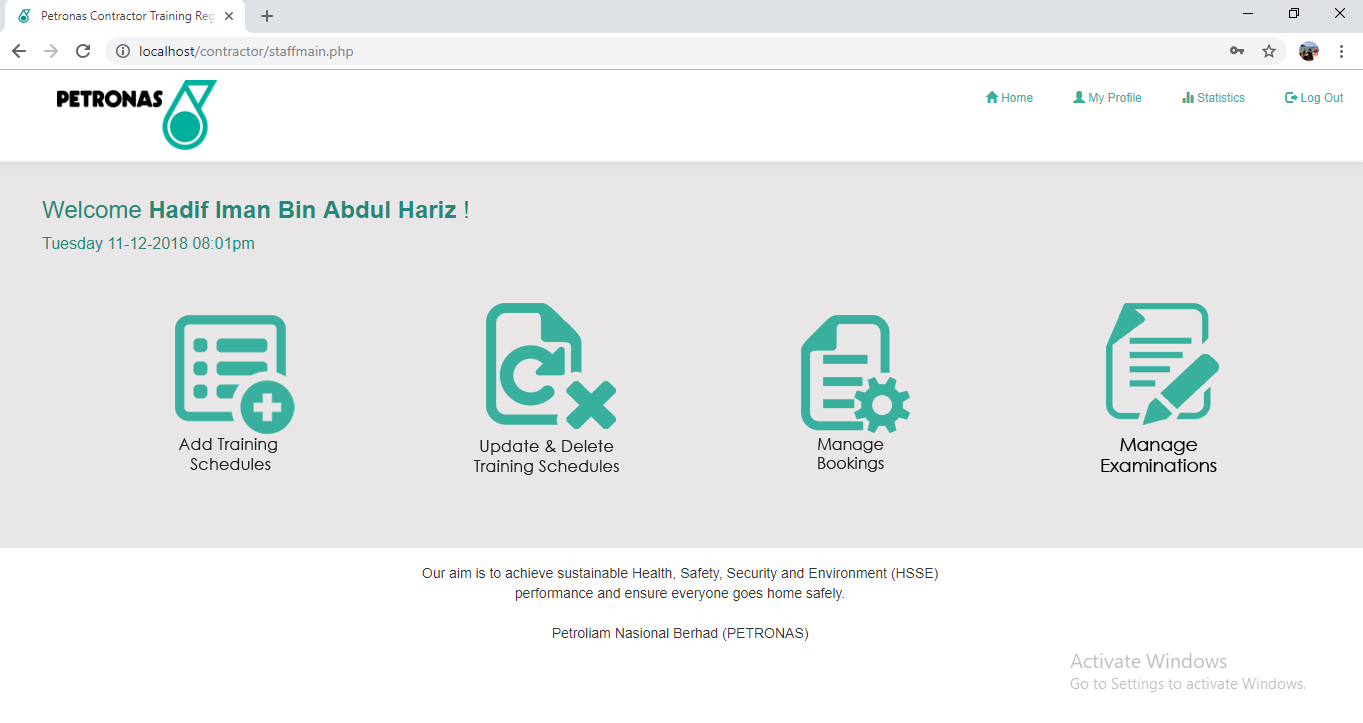 Petronas Contractor Training Reg
localhost/contractor/staffmain.php
PETRONAS
Home
My Profile
Statistics
Log Out
Welcome Hadif Iman Bin Abdul Hariz !
Tuesday 11-12-2018 08:01pm
Add Training
Schedules
Update & Delete
Training Schedules
Manage
Bookings
Manage
Examinations
Our aim is to achieve sustainable Health, Safety, Security and Environment (HSSE)
performance and ensure everyone goes home safely.
Petroliam Nasional Berhad (PETRONAS)
Activate Windows
Go to Settings to activate Windows.